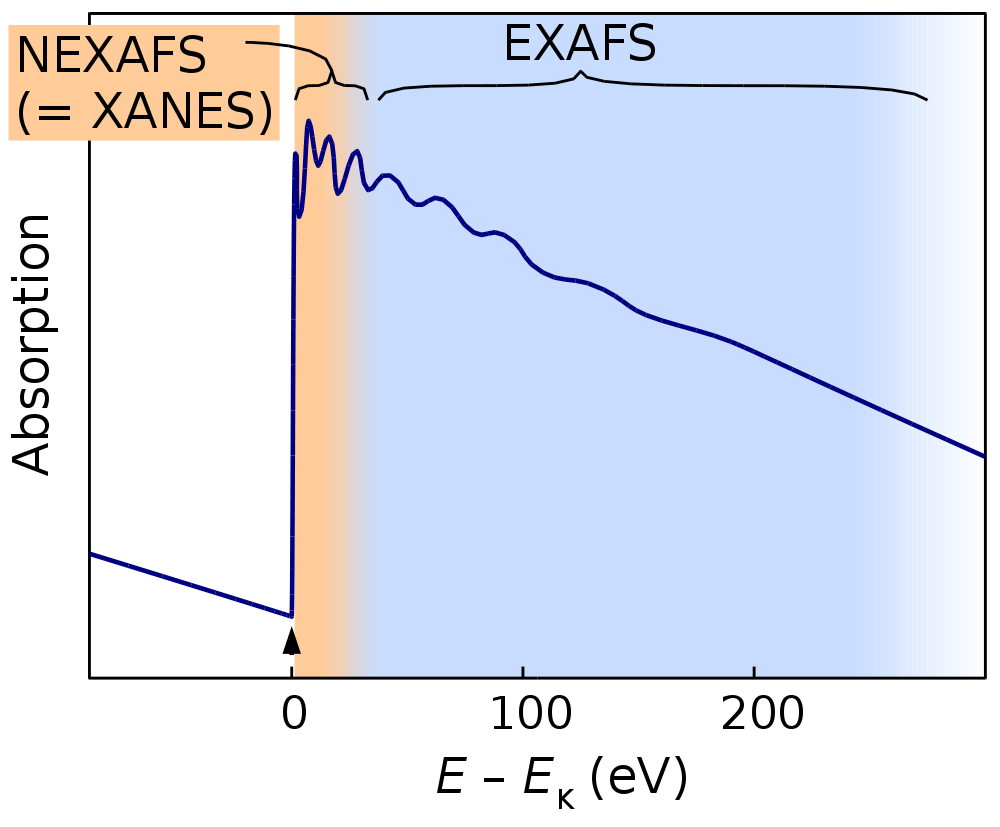 NEXAFS
(= XANES)
EXAFS
Absorption
0
100
200
E – EK (eV)